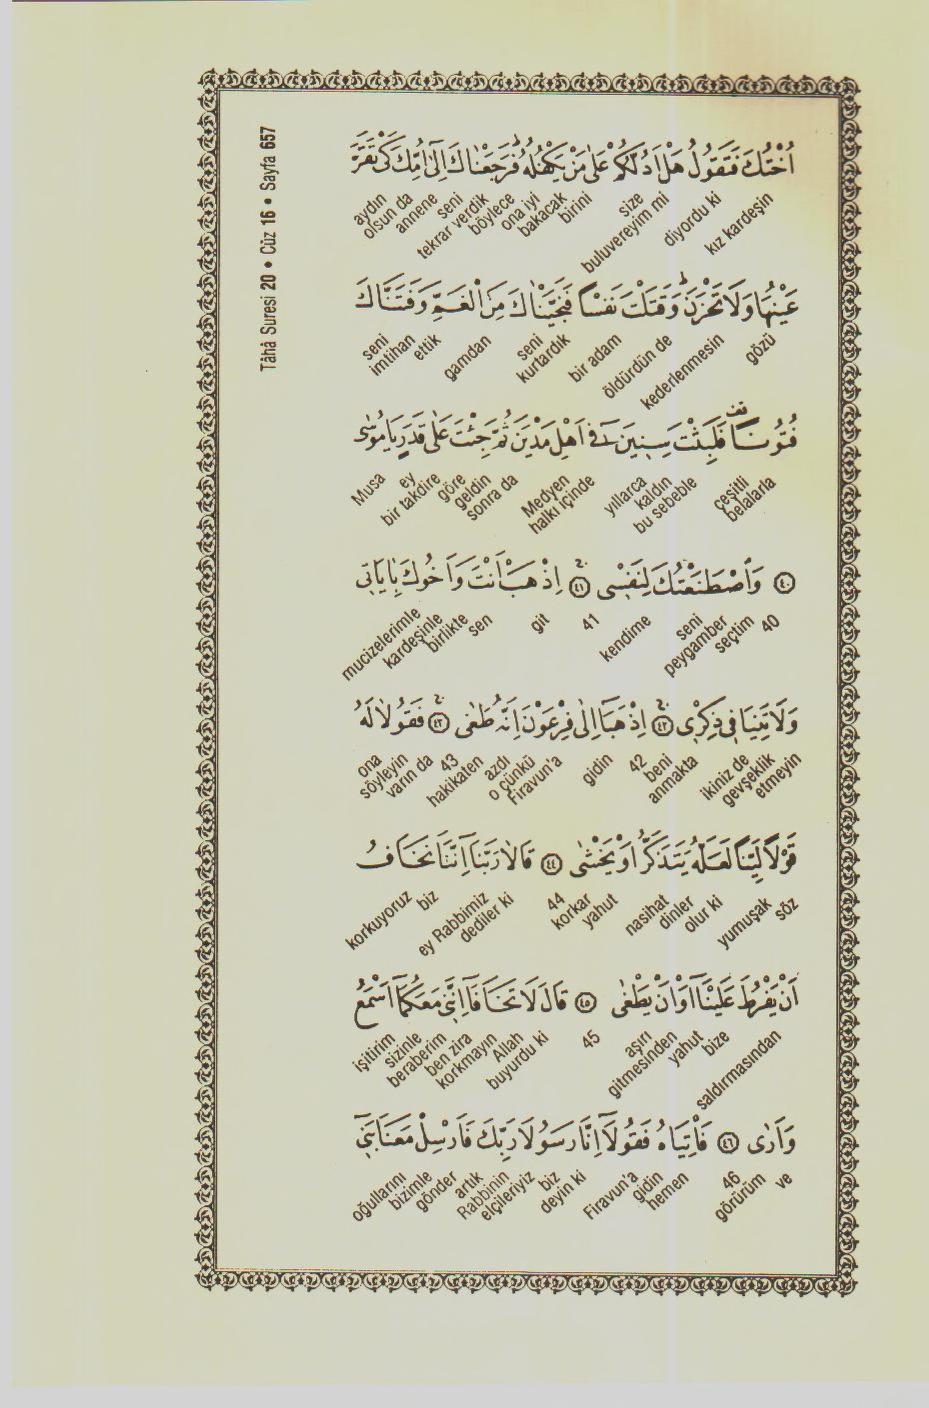 Tâhâ Suresi 20 • Cüz 16 • Sayfa 657
اُخْتُكَ فَتَقُولُ هَلْ اَدُلُّكُمْ عَلٰى مَنْ يَكْفُلُهُ فَرَجَعْنَاكَ اِلٰٓى اُمِّكَ كَىْ تَقَرَّ
kız kardeşin diyordu ki size buluvereyim mi birini ona iyi bakacak böylece seni tekrar verdik annene aydın olsun da
عَيْنُهَا وَلَا تَحْزَنَ وَقَتَلْتَ نَفْسًا فَنَجَّيْنَاكَ مِنَ الْغَمِّ وَفَتَنَّاكَ
gözü kederlenmesin öldürdün de bir adam seni kurtardık gamdan seni imtihan ettik
فُتُونًا فَلَبِثْتَ سِنٖينَ فٖٓى اَهْلِ مَدْيَنَ ثُمَّ جِئْتَ عَلٰى قَدَرٍ يَا مُوسٰى
çeşitli belalarla yıllarca kaldın bu sebeble Medyen halkı içinde sonra da geldin göre bir takdire ey Musa
﴿٤٠﴾ وَاصْطَنَعْتُكَ لِنَفْسٖى ﴿٤١﴾ اِذْهَبْ اَنْتَ وَاَخُوكَ بِاٰيَاتٖى
40 seni peygamber seçtim kendime 41 git sen kardeşinle birlikte mucizelerimle
وَلَا تَنِيَا فٖى ذِكْرٖى ﴿٤٢﴾ اِذْهَبَٓا اِلٰى فِرْعَوْنَ اِنَّهُ طَغٰى ﴿٤٣﴾ فَقُولَا لَهُ
ikiniz de gevşeklik etmeyin beni anmakta 42 gidin Firavun'a o çünkü azdı hakikaten 43 varın da söyleyin ona
قَوْلًا لَيِّنًا لَعَلَّهُ يَتَذَكَّرُ اَوْ يَخْشٰى ﴿٤٤﴾ قَالَا رَبَّنَٓا اِنَّنَا نَخَافُ
söz yumuşak olur ki nasihat dinler yahut korkar 44 dediler ki ey Rabbimiz biz korkuyoruz
اَنْ يَفْرُطَ عَلَيْنَٓا اَوْ اَنْ يَطْغٰى ﴿٤٥﴾ قَالَ لَا تَخَافَٓا اِنَّنٖى مَعَكُمَٓا اَسْمَعُ
saldırmasından bize yahut aşırı gitmesinden 45 Allah buyurdu ki korkmayın ben zira sizinle beraberim işitirim
وَاَرٰى ﴿٤٦﴾ فَأْتِيَاهُ فَقُولَٓا اِنَّا رَسُولَا رَبِّكَ فَاَرْسِلْ مَعَنَا بَنٖٓى
ve görürüm 46 hemen gidin Firavun'a deyin ki biz Rabbinin elçileriyiz artık gönder bizimle oğullarını